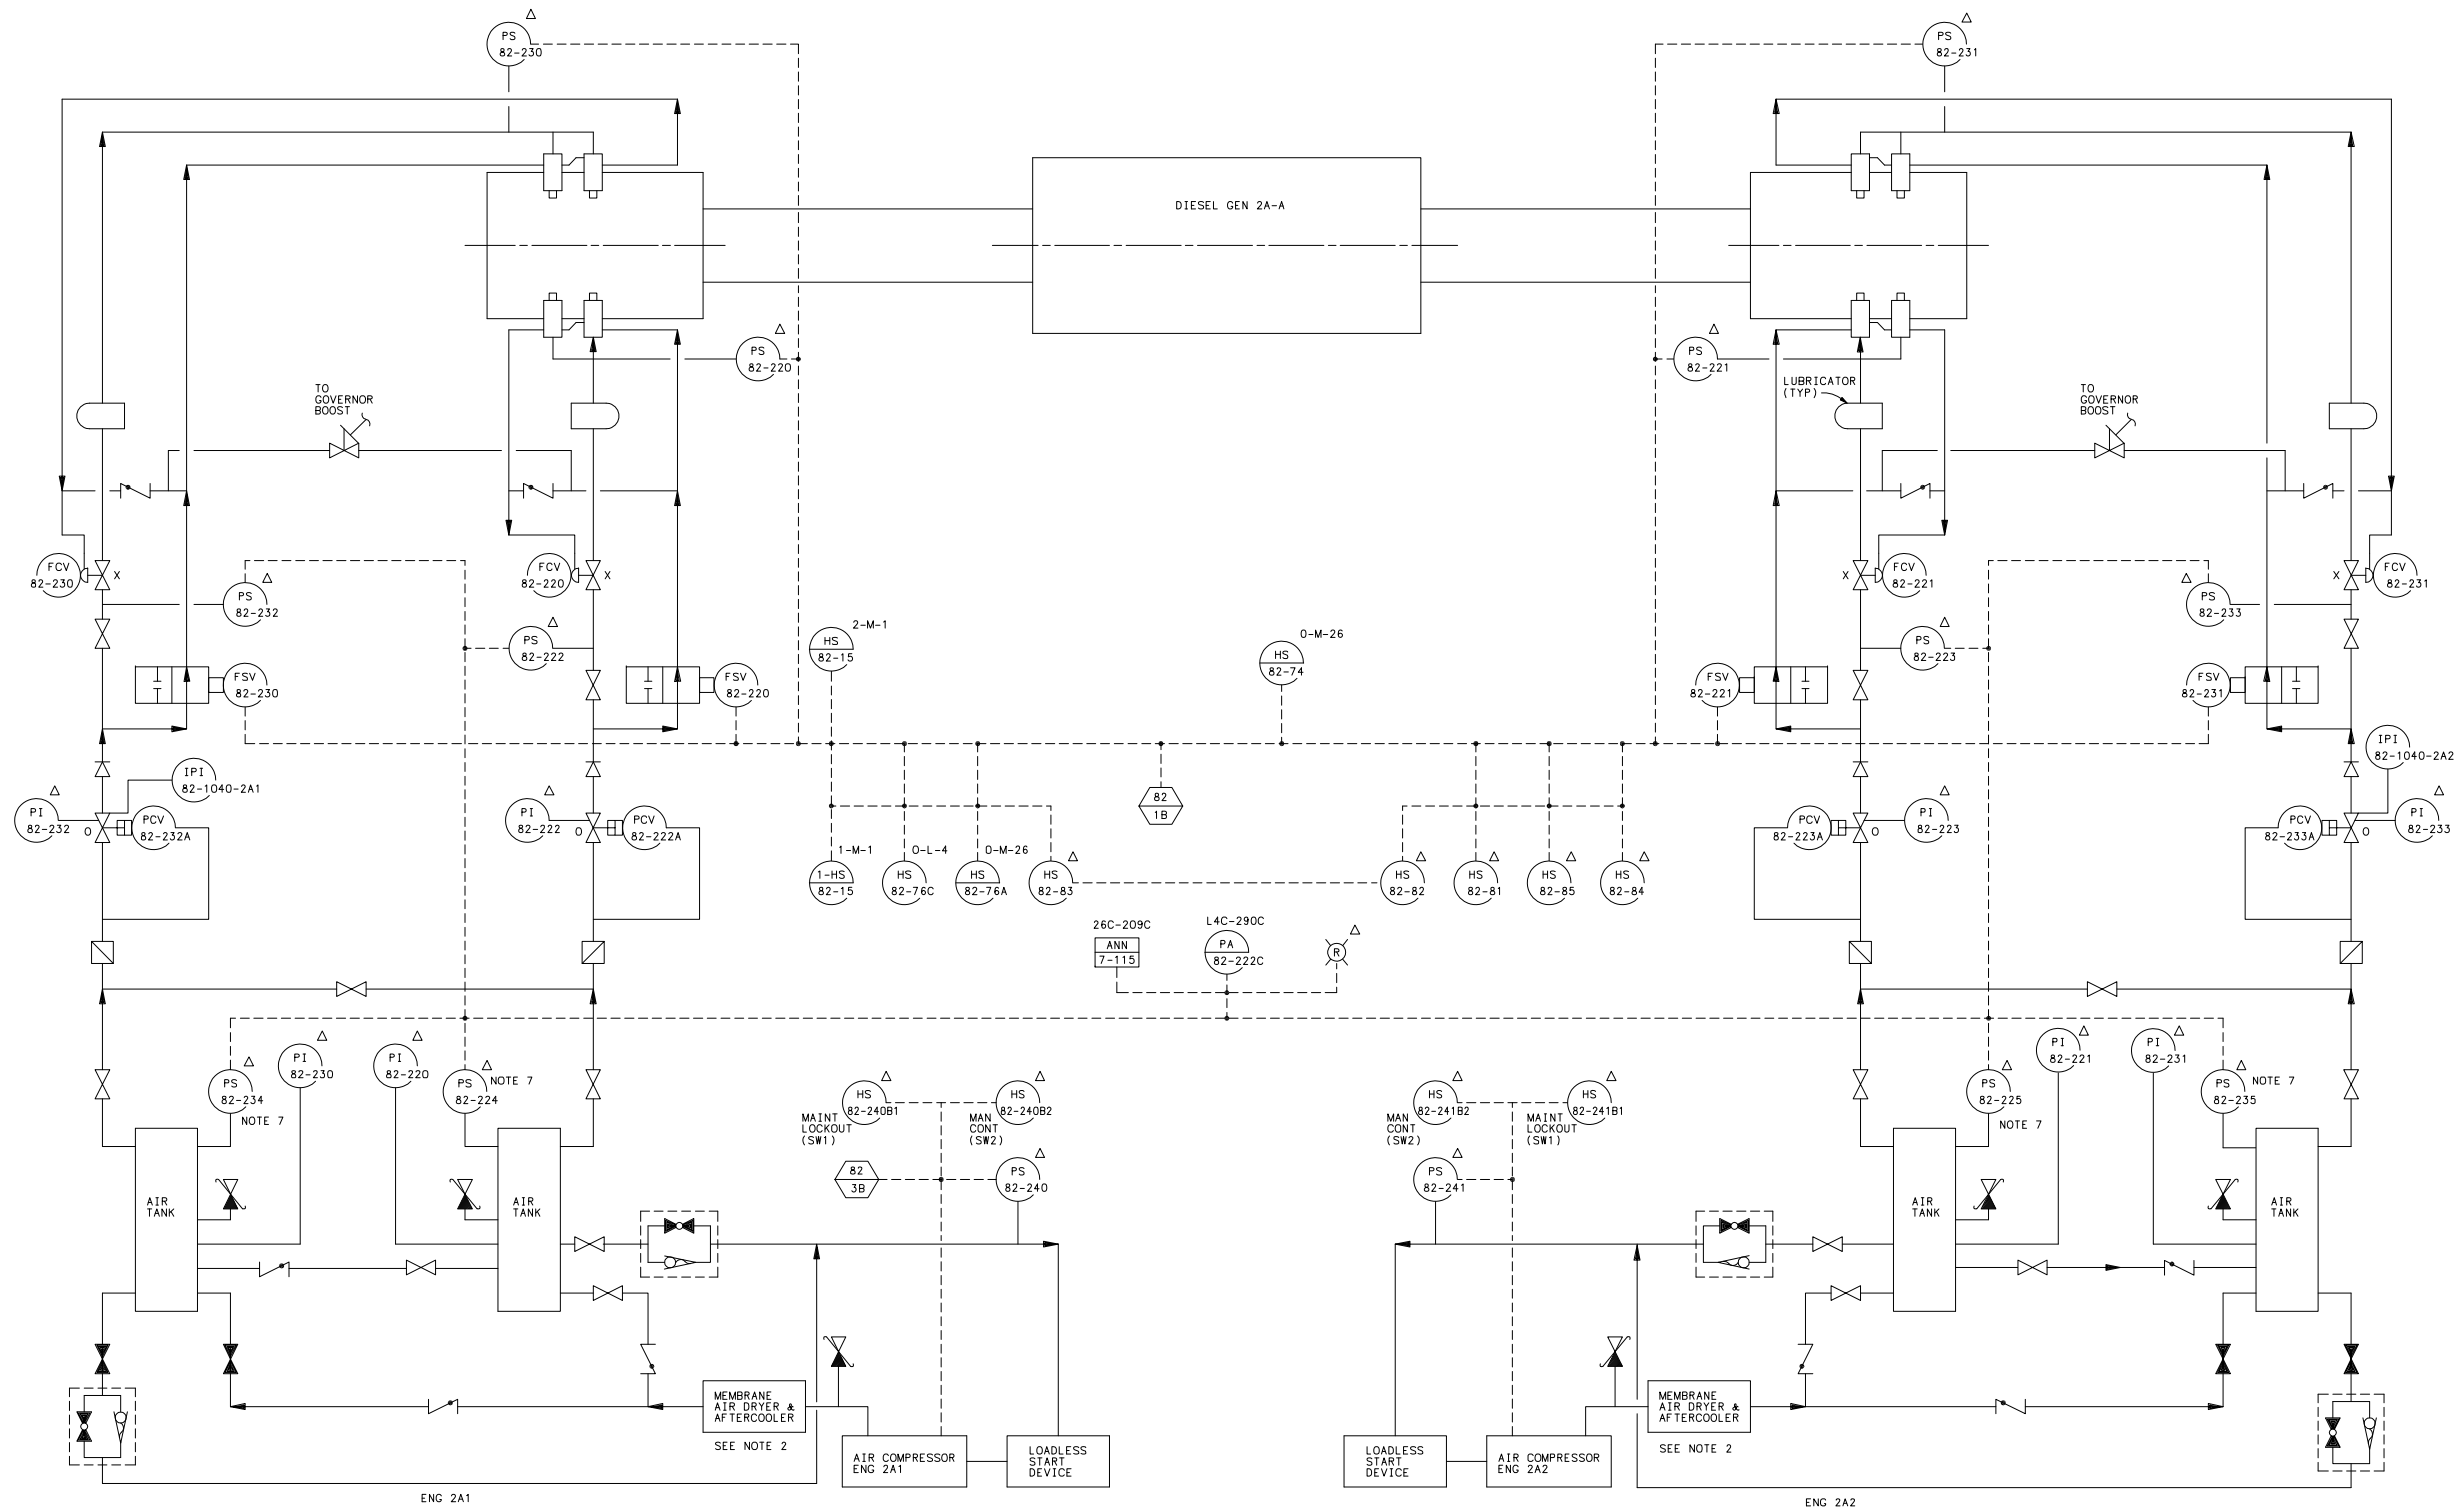 PS
82-230
PS
82-231
DIESEL GEN 2A-A
PS
82-220
PS
82-221
LUBRICATOR
(TYP)
TO
GOVERNOR
BOOST
TO
GOVERNOR
BOOST
FCV
82-230
X
FCV
82-220
X
X
FCV
82-221
X
FCV
82-231
PS
82-232
PS
82-233
PS
82-222
2-M-1
HS
82-15
0-M-26
HS
82-74
PS
82-223
FSV
82-230
FSV
82-220
FSV
82-221
FSV
82-231
IPI
82-1040-2A1
IPI
82-1040-2A2
82
1B
PI
82-232
O
PCV
82-232A
PI
82-222
O
PCV
82-222A
PCV
82-223A
O
PI
82-223
PCV
82-233A
O
PI
82-233
1-M-1
1-HS
82-15
0-L-4
HS
82-76C
0-M-26
HS
82-76A
HS
82-83
HS
82-82
HS
82-81
HS
82-85
HS
82-84
26C-209C
ANN
7-115
L4C-290C
PA
82-222C
R
PS
82-234
NOTE 7
PI
82-230
PI
82-220
PS
82-224
NOTE 7
PI
82-221
PI
82-231
PS
82-225
NOTE 7
PS
82-235
NOTE 7
HS
82-240B1
MAINT
LOCKOUT
(SW1)
HS
82-240B2
MAN
CONT
(SW2)
HS
82-241B2
MAN
CONT
(SW2)
HS
82-241B1
MAINT
LOCKOUT
(SW1)
82
3B
PS
82-240
PS
82-241
AIR
TANK
AIR
TANK
AIR
TANK
AIR
TANK
MEMBRANE
AIR DRYER &
AFTERCOOLER
SEE NOTE 2
MEMBRANE
AIR DRYER &
AFTERCOOLER
SEE NOTE 2
AIR COMPRESSOR
ENG 2A1
LOADLESS
START
DEVICE
LOADLESS
START
DEVICE
AIR COMPRESSOR
ENG 2A2
ENG 2A1
ENG 2A2